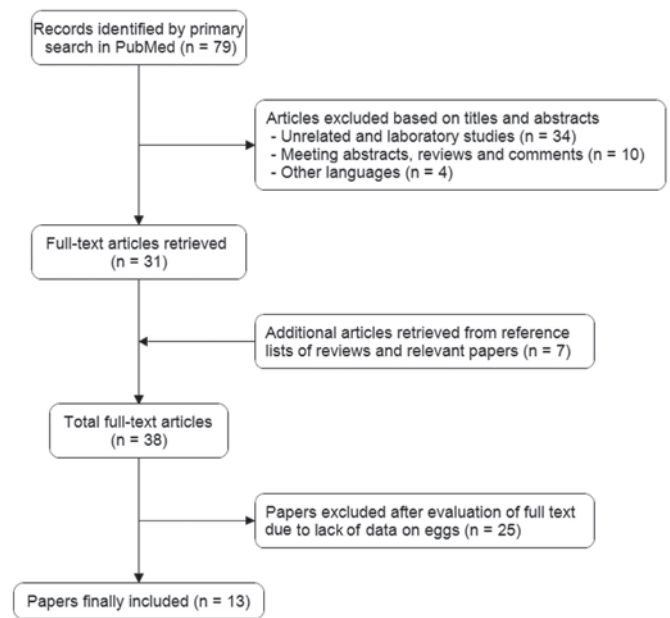 Records identified by primary
search in PubMed (n = 79)
Articles excluded based on titles and abstracts
- Unrelated and laboratory studies (n = 34)
- Meeting abstracts, reviews and comments (n = 10)
- Other languages (n = 4)
Full-text articles retrieved
(n = 31)
Additional articles retrieved from reference
lists of reviews and relevant papers (n = 7)
Total full-text articles
(n = 38)
Papers excluded after evaluation of full text
due to lack of data on eggs (n = 25)
Papers finally included (n = 13)